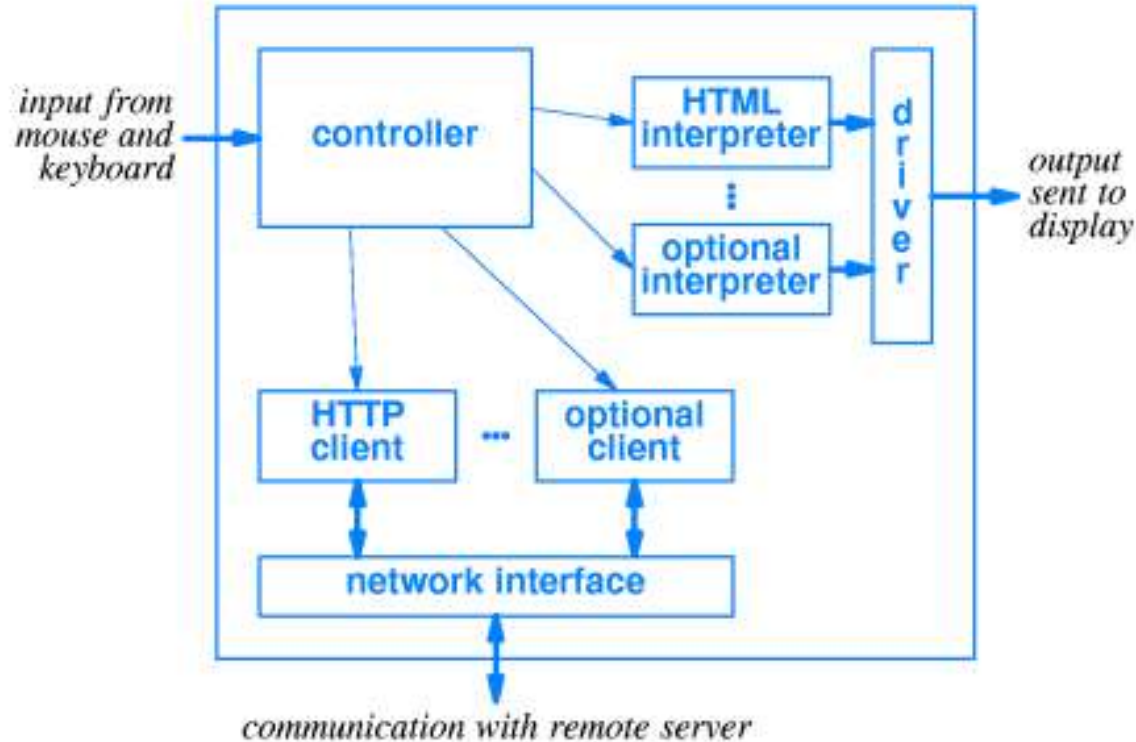 input from
mouse and
keyboard
controller
HTML
interpreter
optional
interpreter
driver
output
sent to
display
HTTP
client
optional
client
network interface
communication with remote server